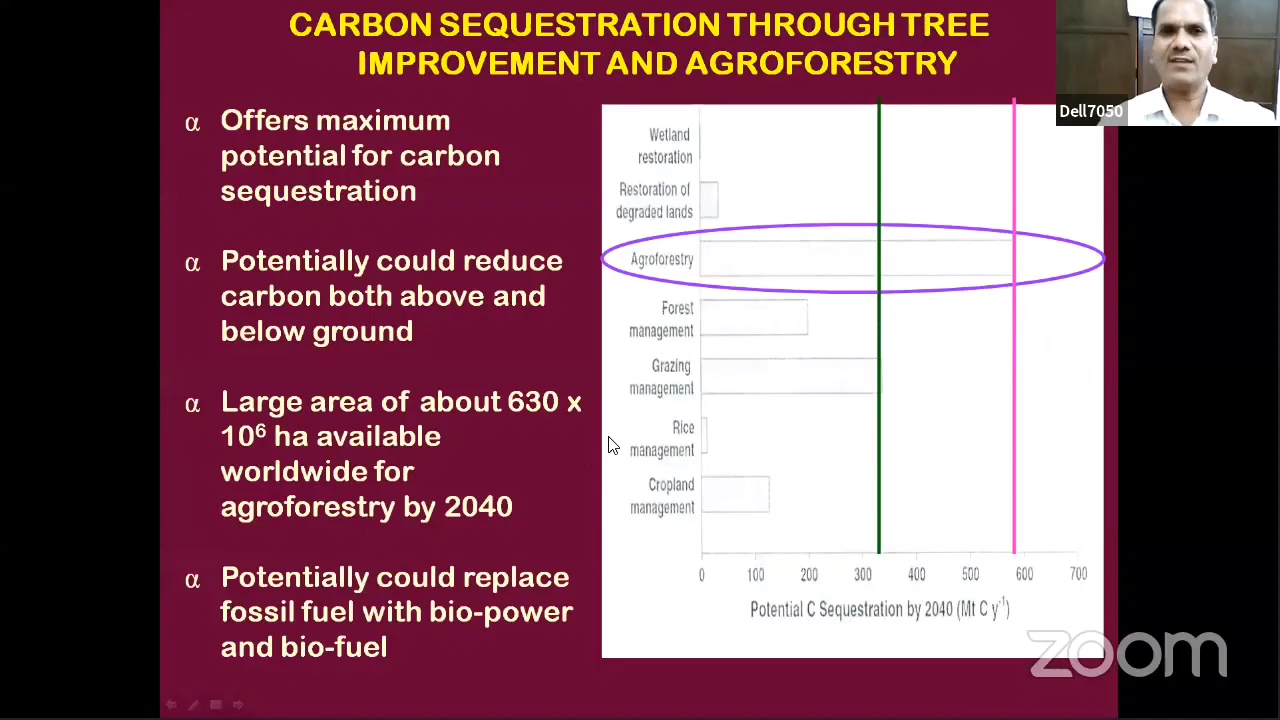 CARBON SEQUESTRATION THROUGH TREE
IMPROVEMENT AND AGROFORESTRY
Dell7050
α Offers maximum
potential for carbon
sequestration
α Potentially could reduce
carbon both above and
below ground
α Large area of about 630 x
10⁶ ha available
worldwide for
agroforestry by 2040
α Potentially could replace
fossil fuel with bio-power
and bio-fuel
Wetland
restoration
Restoration of
degraded lands
Agroforestry
Forest
management
Grazing
management
Rice
management
Cropland
management
0 100 200 300 400 500 600 700
Potential C Sequestration by 2040 (Mt C y⁻¹)
zoom